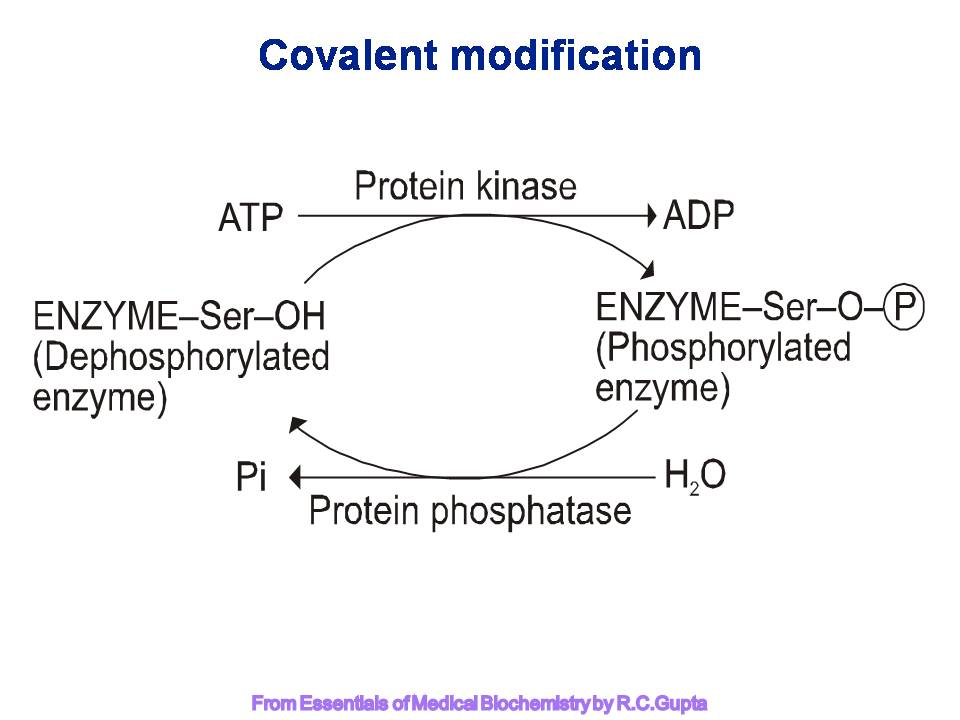 Covalent modification
Protein kinase
ATP
ADP
ENZYME–Ser–OH
(Dephosphorylated
enzyme)
ENZYME–Ser–O–P
(Phosphorylated
enzyme)
Pi
H₂O
Protein phosphatase
From Essentials of Medical Biochemistry by R.C.Gupta